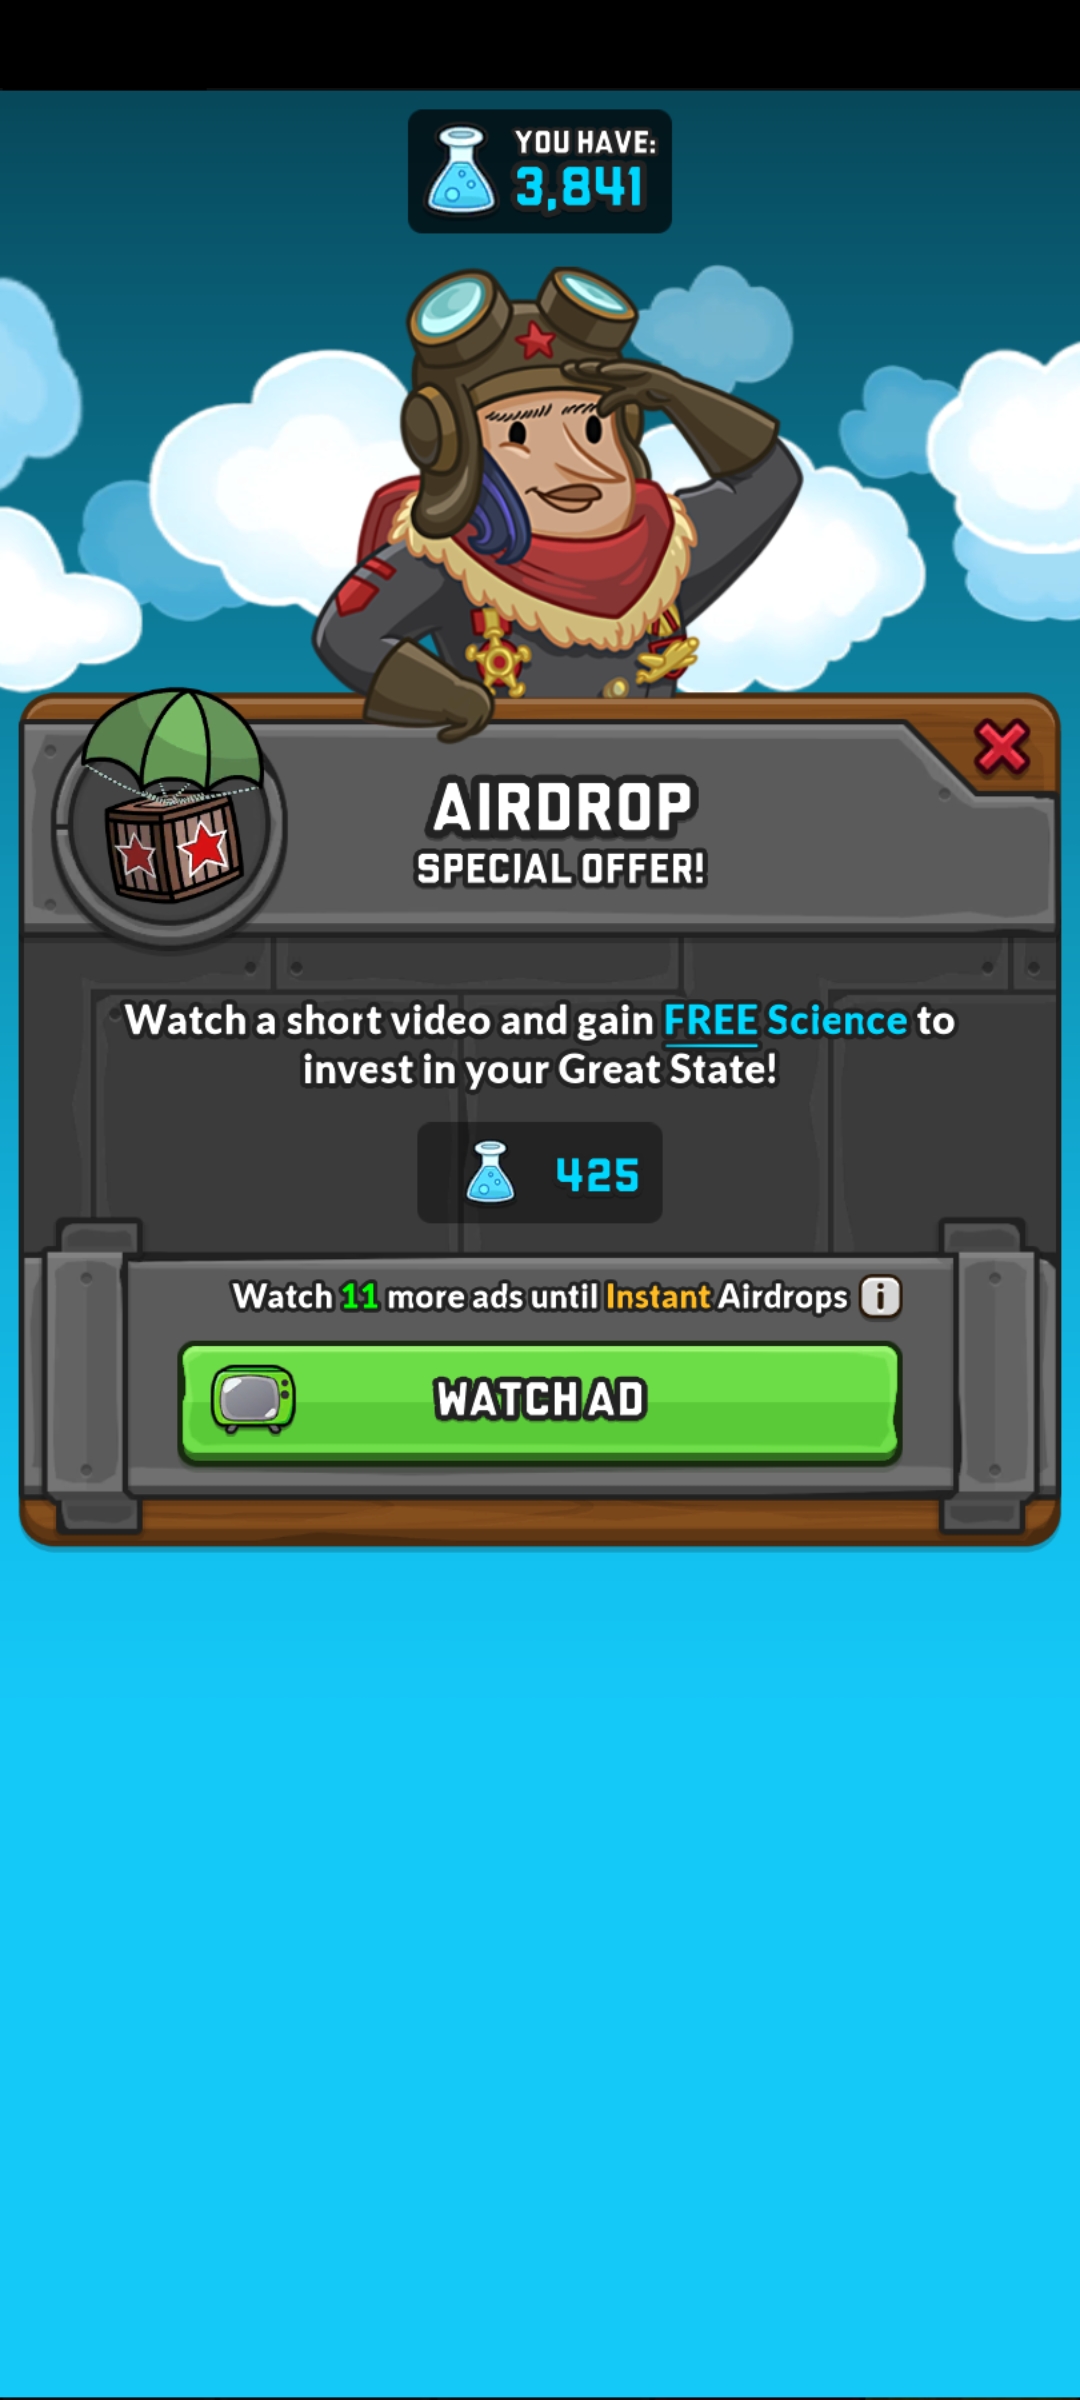 YOU HAVE:
3,841
AIRDROP
SPECIAL OFFER!
Watch a short video and gain FREE Science to
invest in your Great State!
425
Watch 11 more ads until Instant Airdrops i
WATCH AD